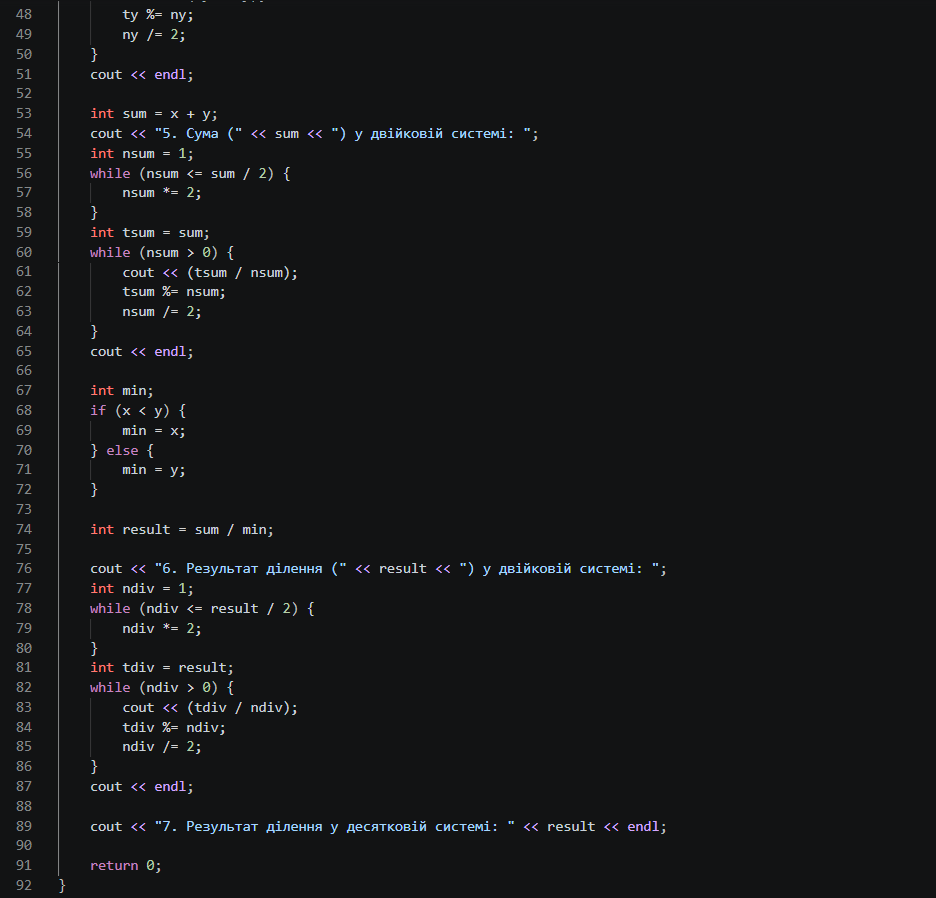 48 ty %= ny;
49 ny /= 2;
50 }
51 cout << endl;
52
53 int sum = x + y;
54 cout << "5. Сума (" << sum << ") у двійковій системі: ";
55 int nsum = 1;
56 while (nsum <= sum / 2) {
57 nsum *= 2;
58 }
59 int tsum = sum;
60 while (nsum > 0) {
61 cout << (tsum / nsum);
62 tsum %= nsum;
63 nsum /= 2;
64 }
65 cout << endl;
66
67 int min;
68 if (x < y) {
69 min = x;
70 } else {
71 min = y;
72 }
73
74 int result = sum / min;
75
76 cout << "6. Результат ділення (" << result << ") у двійковій системі: ";
77 int ndiv = 1;
78 while (ndiv <= result / 2) {
79 ndiv *= 2;
80 }
81 int tdiv = result;
82 while (ndiv > 0) {
83 cout << (tdiv / ndiv);
84 tdiv %= ndiv;
85 ndiv /= 2;
86 }
87 cout << endl;
88
89 cout << "7. Результат ділення у десятковій системі: " << result << endl;
90
91 return 0;
92 }